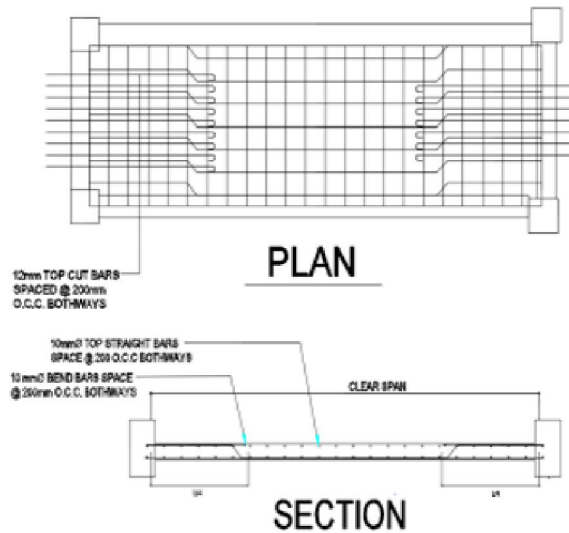 PLAN
12mm TOP CUT BARS
SPACED @ 200mm
O.C.C. BOTHWAYS
10mmØ TOP STRAIGHT BARS
SPACE @ 200 O.C.C BOTHWAYS
10 mmØ BEND BARS SPACE
@ 200mm O.C.C. BOTHWAYS
CLEAR SPAN
SECTION